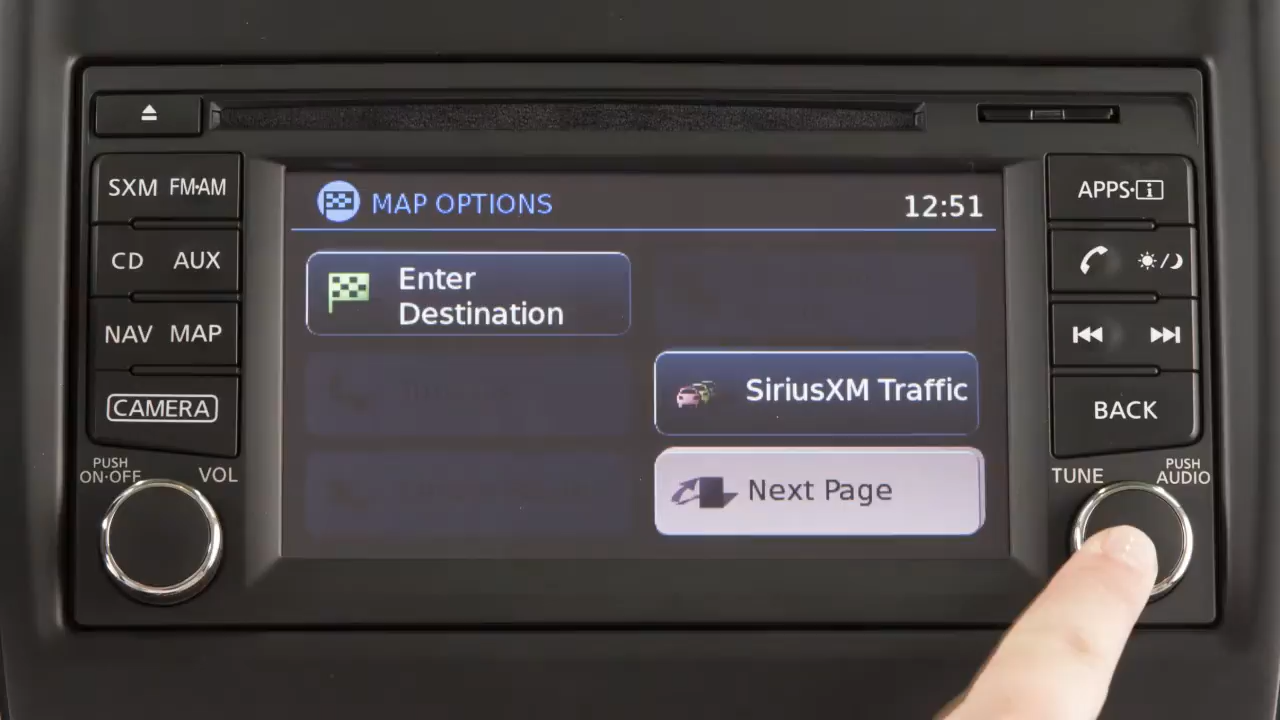 SXM FM·AM
CD AUX
NAV MAP
CAMERA
PUSH
ON·OFF
VOL
MAP OPTIONS
12:51
Enter
Destination
SiriusXM Traffic
Next Page
APPS·i
BACK
TUNE
PUSH
AUDIO